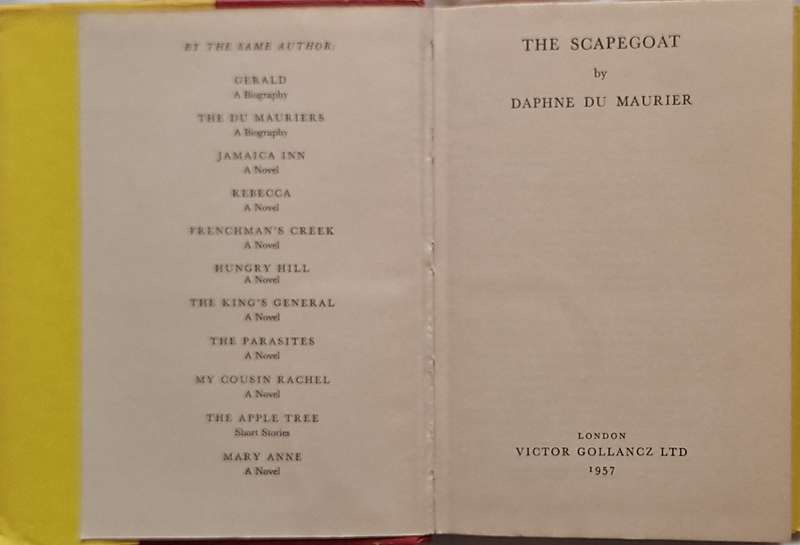 BY THE SAME AUTHOR:
GERALD
A Biography
THE DU MAURIERS
A Biography
JAMAICA INN
A Novel
REBECCA
A Novel
FRENCHMAN'S CREEK
A Novel
HUNGRY HILL
A Novel
THE KING'S GENERAL
A Novel
THE PARASITES
A Novel
MY COUSIN RACHEL
A Novel
THE APPLE TREE
Short Stories
MARY ANNE
A Novel
THE SCAPEGOAT
by
DAPHNE DU MAURIER
LONDON
VICTOR GOLLANCZ LTD
1957